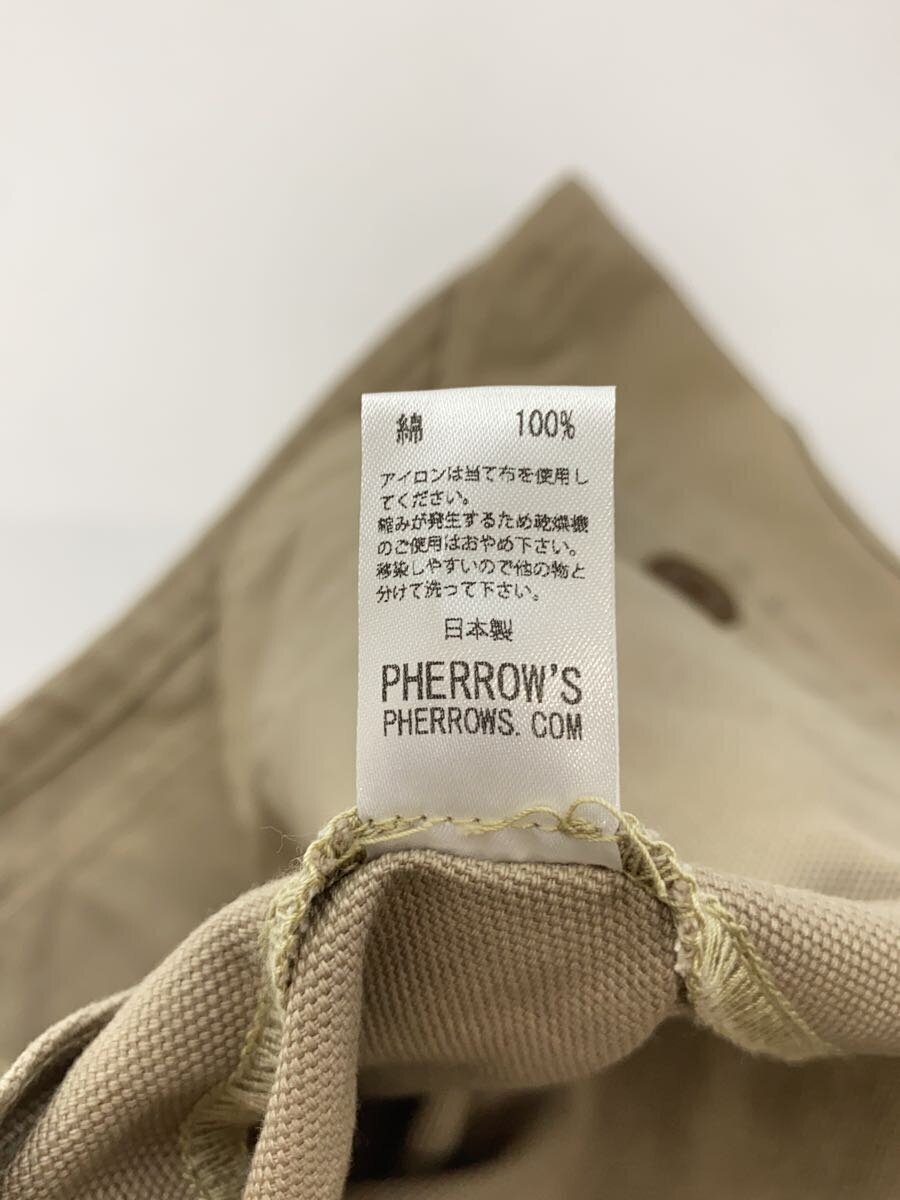 綿 100%
アイロンは当て布を使用し
てください。
縮みが発生するため乾燥機
のご使用はおやめ下さい。
移染しやすいので他の物と
分けて洗って下さい。
日本製
PHERROW'S
PHERROWS. COM